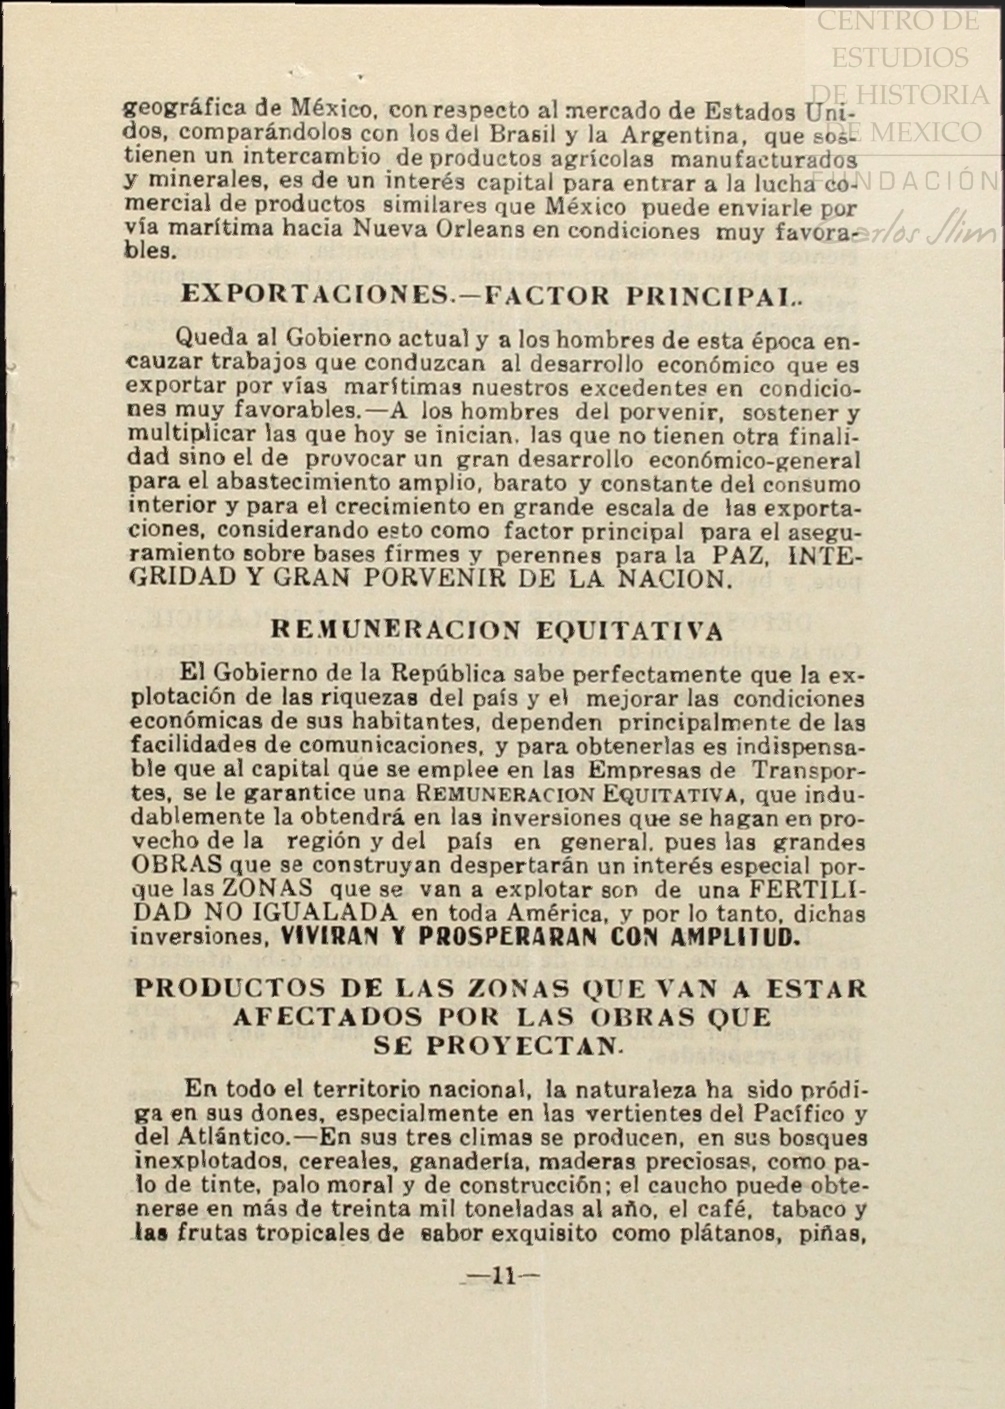 CENTRO DE
ESTUDIOS
DE HISTORIA
DE MEXICO
FUNDACIÓN
Carlos Slim
geográfica de México, con respecto al mercado de Estados Uni-
dos, comparándolos con los del Brasil y la Argentina, que sos-
tienen un intercambio de productos agrícolas manufacturados
y minerales, es de un interés capital para entrar a la lucha co-
mercial de productos similares que México puede enviarle por
vía marítima hacia Nueva Orleans en condiciones muy favora-
bles.
EXPORTACIONES.—FACTOR PRINCIPAL.
Queda al Gobierno actual y a los hombres de esta época en-
cauzar trabajos que conduzcan al desarrollo económico que es
exportar por vías marítimas nuestros excedentes en condicio-
nes muy favorables.—A los hombres del porvenir, sostener y
multiplicar las que hoy se inician, las que no tienen otra finali-
dad sino el de provocar un gran desarrollo económico-general
para el abastecimiento amplio, barato y constante del consumo
interior y para el crecimiento en grande escala de las exporta-
ciones, considerando esto como factor principal para el asegu-
ramiento sobre bases firmes y perennes para la PAZ, INTE-
GRIDAD Y GRAN PORVENIR DE LA NACION.
REMUNERACION EQUITATIVA
El Gobierno de la República sabe perfectamente que la ex-
plotación de las riquezas del país y el mejorar las condiciones
económicas de sus habitantes, dependen principalmente de las
facilidades de comunicaciones, y para obtenerlas es indispensa-
ble que al capital que se emplee en las Empresas de Transpor-
tes, se le garantice una REMUNERACION EQUITATIVA, que indu-
dablemente la obtendrá en las inversiones que se hagan en pro-
vecho de la región y del país en general, pues las grandes
OBRAS que se construyan despertarán un interés especial por-
que las ZONAS que se van a explotar son de una FERTILI-
DAD NO IGUALADA en toda América, y por lo tanto, dichas
inversiones, VIVIRAN Y PROSPERARAN CON AMPLITUD.
PRODUCTOS DE LAS ZONAS QUE VAN A ESTAR
AFECTADOS POR LAS OBRAS QUE
SE PROYECTAN.
En todo el territorio nacional, la naturaleza ha sido pródi-
ga en sus dones, especialmente en las vertientes del Pacífico y
del Atlántico.—En sus tres climas se producen, en sus bosques
inexplotados, cereales, ganadería, maderas preciosas, como pa-
lo de tinte, palo moral y de construcción; el caucho puede obte-
nerse en más de treinta mil toneladas al año, el café, tabaco y
las frutas tropicales de sabor exquisito como plátanos, piñas,
—11—